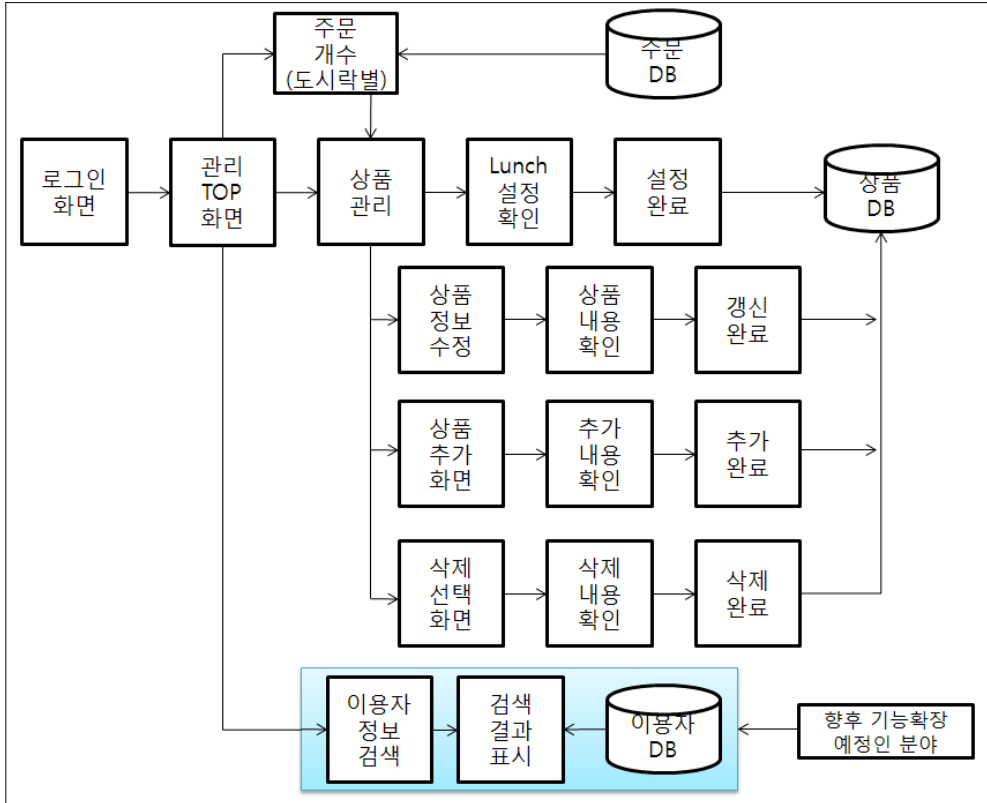 주문
개수
(도시락별)
주문
DB
로그인
화면
관리
TOP
화면
상품
관리
Lunch
설정
확인
설정
완료
상품
DB
상품
정보
수정
상품
내용
확인
갱신
완료
상품
추가
화면
추가
내용
확인
추가
완료
삭제
선택
화면
삭제
내용
확인
삭제
완료
이용자
정보
검색
검색
결과
표시
이용자
DB
향후 기능확장
예정인 분야